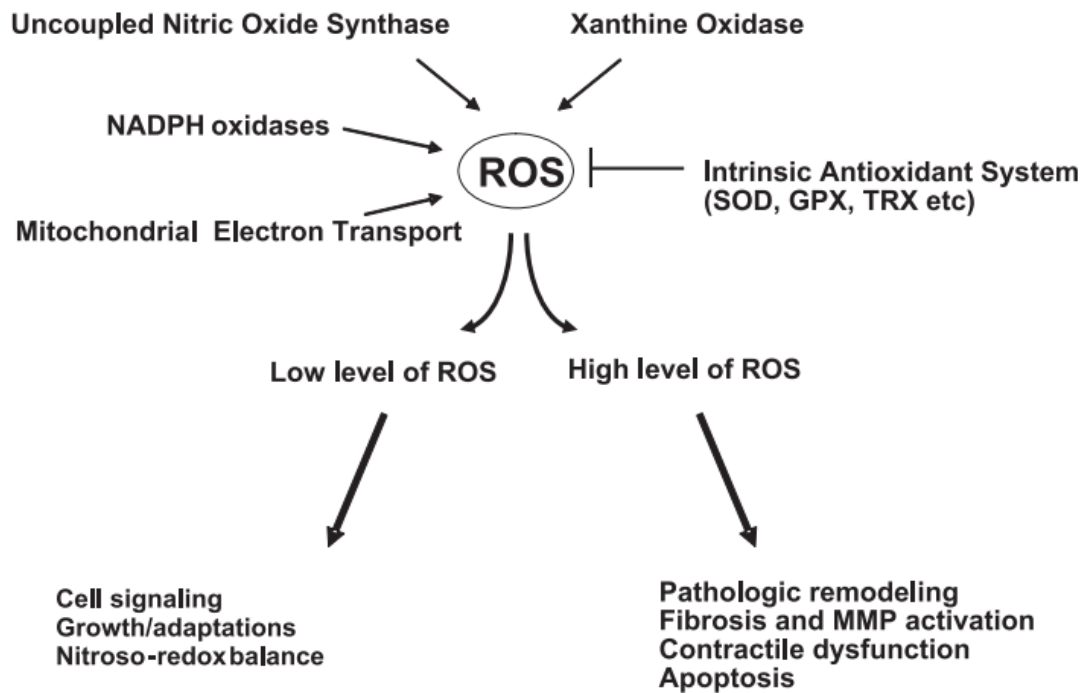 Uncoupled Nitric Oxide Synthase
Xanthine Oxidase
NADPH oxidases
ROS
Intrinsic Antioxidant System
(SOD, GPX, TRX etc)
Mitochondrial Electron Transport
Low level of ROS
High level of ROS
Cell signaling
Growth/adaptations
Nitroso-redox balance
Pathologic remodeling
Fibrosis and MMP activation
Contractile dysfunction
Apoptosis